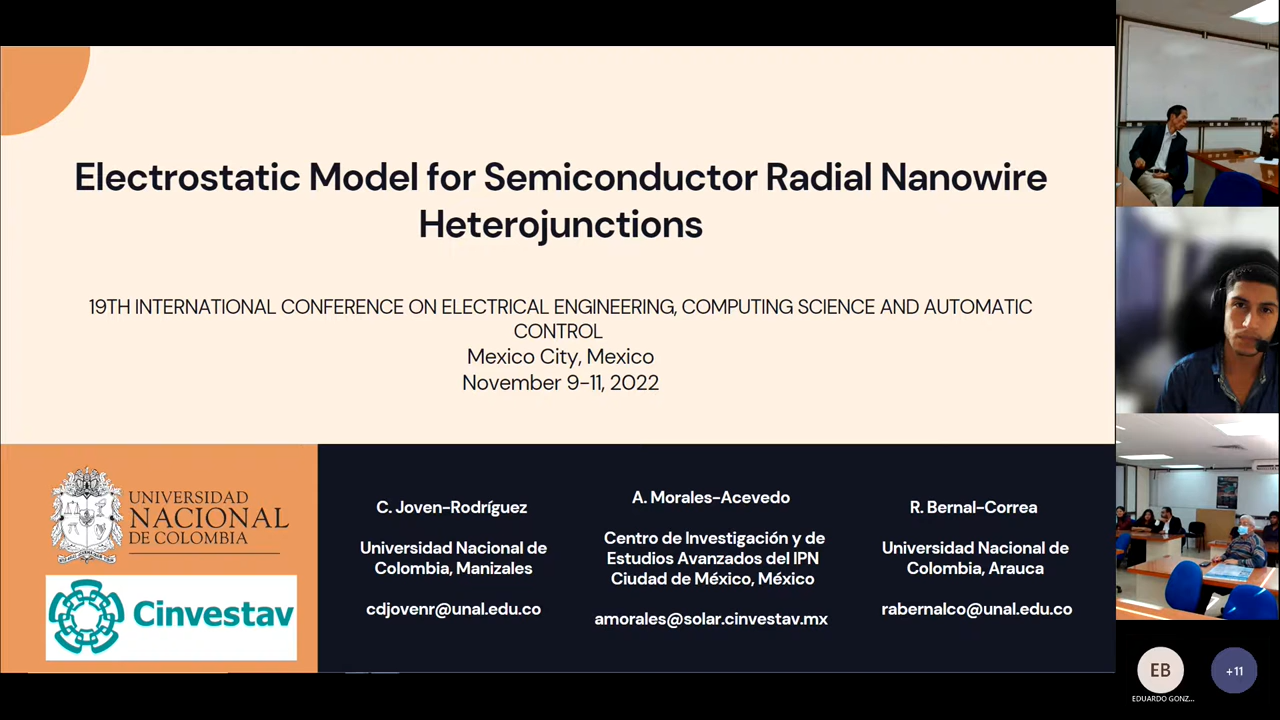 Electrostatic Model for Semiconductor Radial Nanowire
Heterojunctions
19TH INTERNATIONAL CONFERENCE ON ELECTRICAL ENGINEERING, COMPUTING SCIENCE AND AUTOMATIC
CONTROL
Mexico City, Mexico
November 9-11, 2022
UNIVERSIDAD
NACIONAL
DE COLOMBIA
Cinvestav
C. Joven-Rodríguez
Universidad Nacional de
Colombia, Manizales
cdjovenr@unal.edu.co
A. Morales-Acevedo
Centro de Investigación y de
Estudios Avanzados del IPN
Ciudad de México, México
amorales@solar.cinvestav.mx
R. Bernal-Correa
Universidad Nacional de
Colombia, Arauca
rabernalco@unal.edu.co
EB
EDUARDO GONZ...
+11